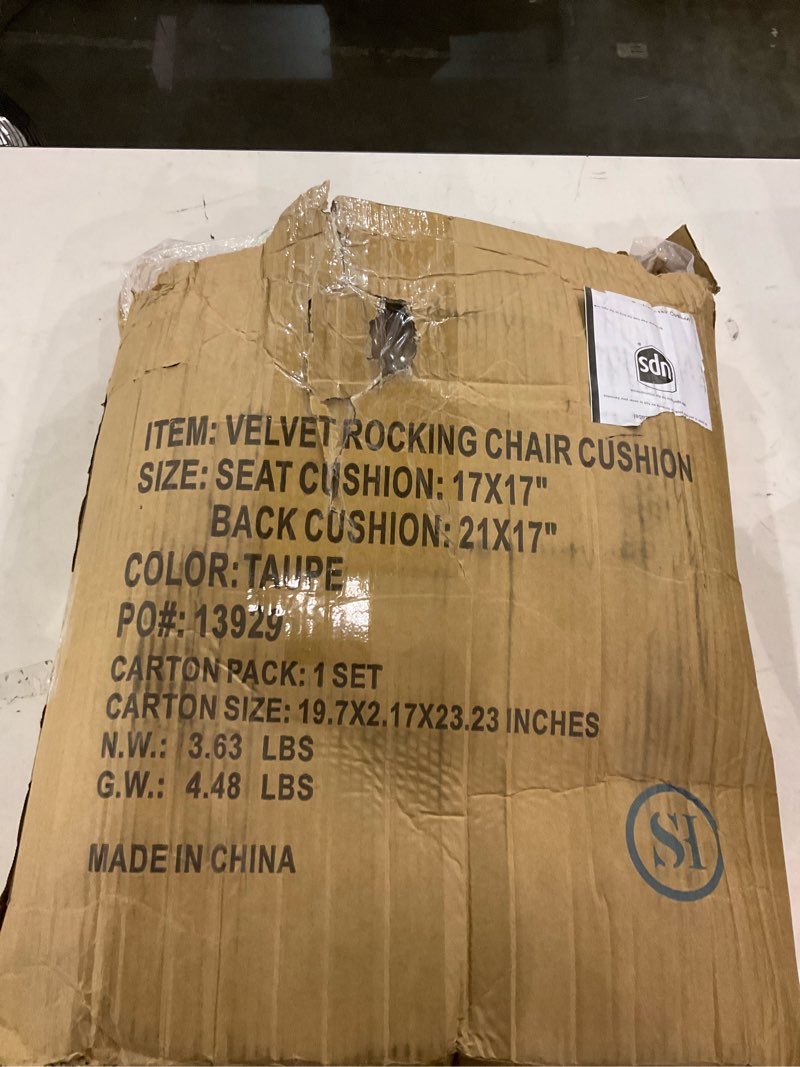 ups
ITEM: VELVET ROCKING CHAIR CUSHION
SIZE: SEAT CUSHION: 17X17"
BACK CUSHION: 21X17"
COLOR: TAUPE
PO#: 13929
CARTON PACK: 1 SET
CARTON SIZE: 19.7X2.17X23.23 INCHES
N.W.: 3.63 LBS
G.W.: 4.48 LBS
MADE IN CHINA
SH